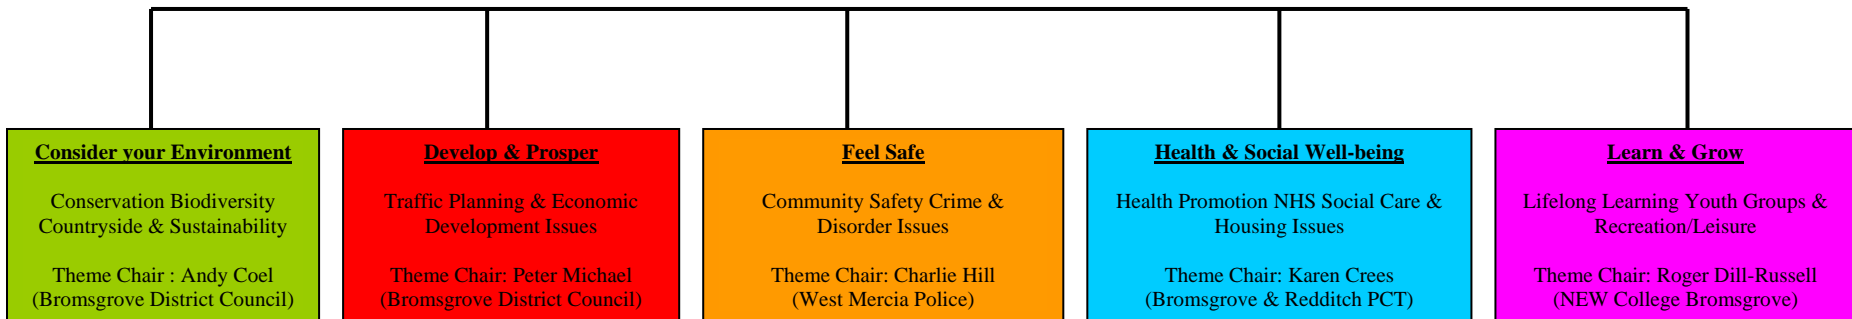 Consider your Environment
Conservation Biodiversity
Countryside & Sustainability
Theme Chair : Andy Coel
(Bromsgrove District Council)
Develop & Prosper
Traffic Planning & Economic
Development Issues
Theme Chair: Peter Michael
(Bromsgrove District Council)
Feel Safe
Community Safety Crime &
Disorder Issues
Theme Chair: Charlie Hill
(West Mercia Police)
Health & Social Well-being
Health Promotion NHS Social Care &
Housing Issues
Theme Chair: Karen Crees
(Bromsgrove & Redditch PCT)
Learn & Grow
Lifelong Learning Youth Groups &
Recreation/Leisure
Theme Chair: Roger Dill-Russell
(NEW College Bromsgrove)